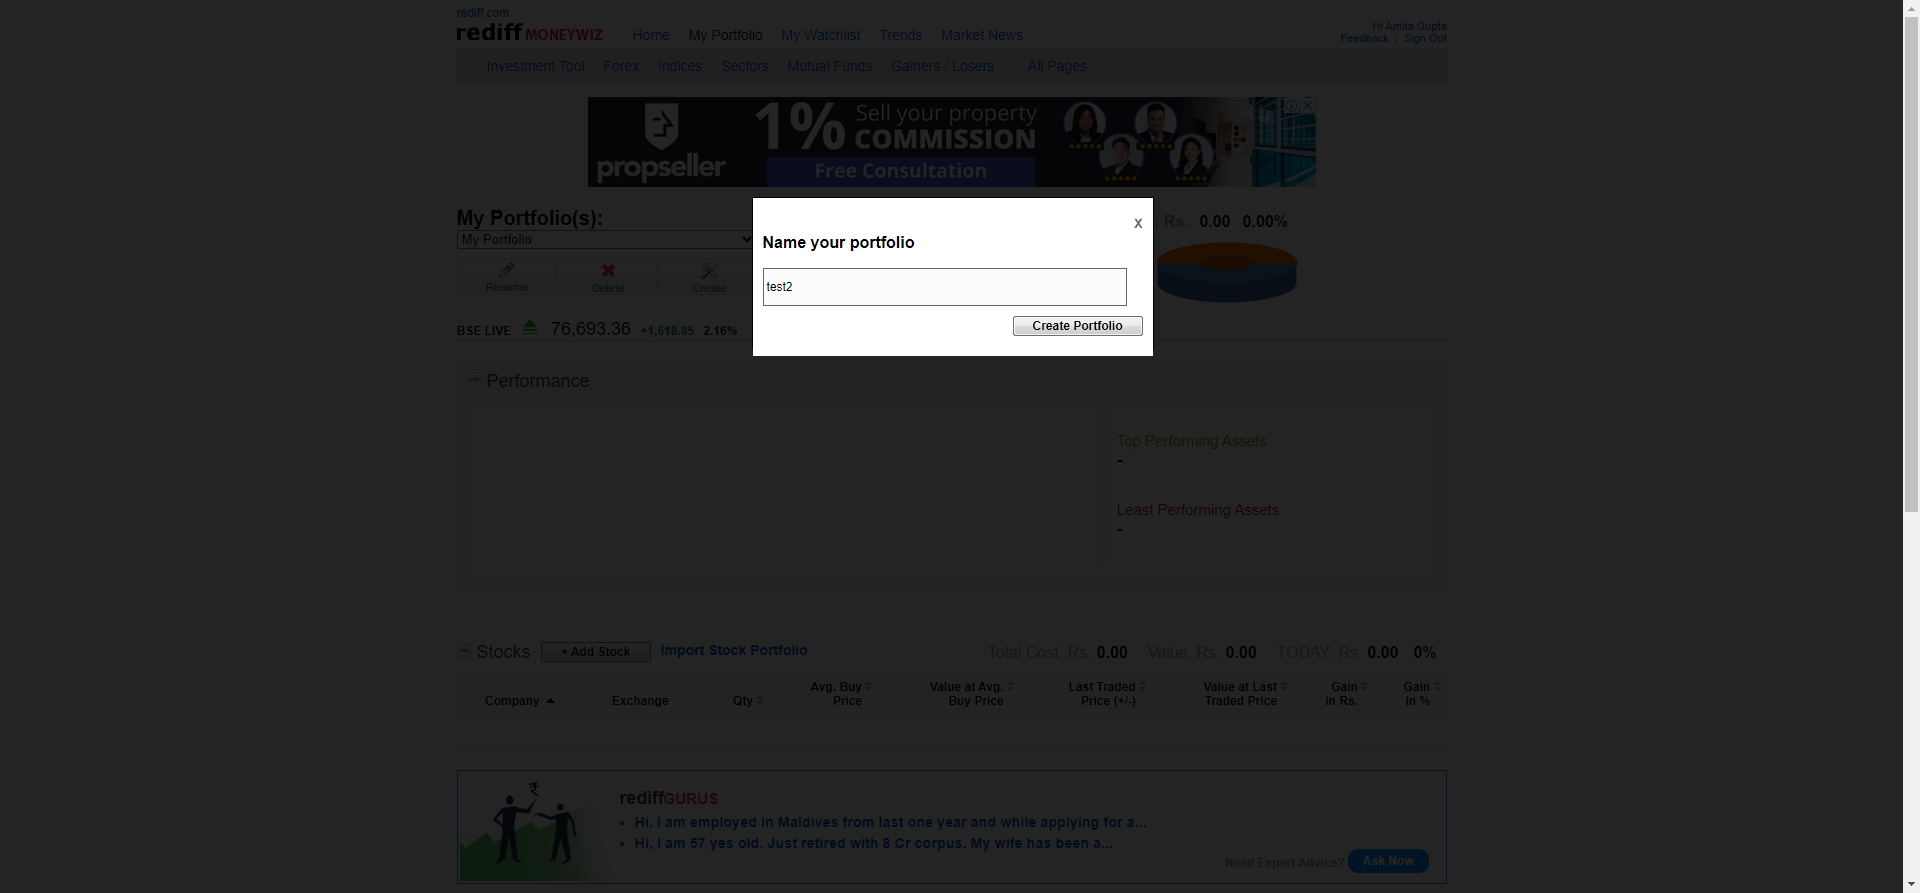 rediff.com
rediff MONEYWIZ
Home My Portfolio My Watchlist Trends Market News
Hi Amita Gupta
Feedback | Sign Out
Investment Tool Forex Indices Sectors Mutual Funds Gainers / Losers All Pages
propseller
1% Sell your property
COMMISSION
Free Consultation
My Portfolio(s):
My Portfolio
Rename Delete Create
: Rs. 0.00 0.00%
x
Name your portfolio
test2
Create Portfolio
BSE LIVE 76,693.36 +1,618.85 2.16%
Performance
Top Performing Assets
-
Least Performing Assets
-
Stocks + Add Stock Import Stock Portfolio Total Cost: Rs. 0.00 Value: Rs. 0.00 TODAY: Rs. 0.00 0%
Company Exchange Qty Avg. Buy Price Value at Avg. Buy Price Last Traded Price (+/-) Value at Last Traded Price Gain in Rs. Gain in %
₹
rediffGURUS
Hi, I am employed in Maldives from last one year and while applying for a...
Hi, I am 57 yes old. Just retired with 8 Cr corpus. My wife has been a...
Need Expert Advice? Ask Now